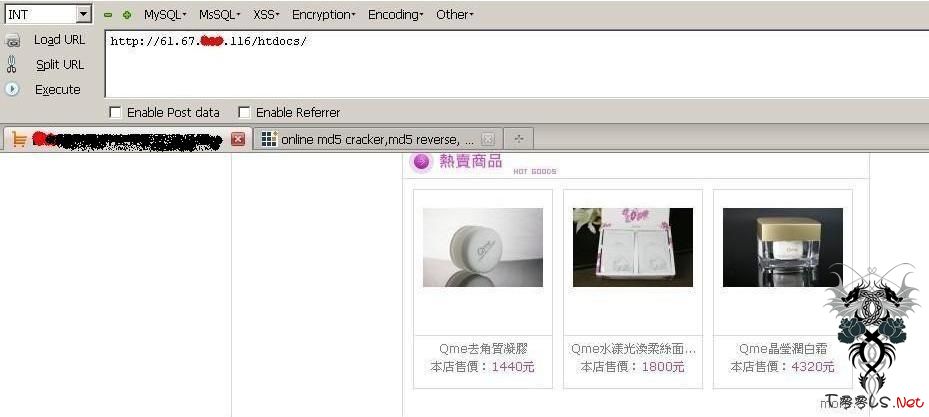 INT MySQL MsSQL XSS Encryption Encoding Other
Load URL
http://61.67. .116/htdocs/
Split URL
Execute
Enable Post data Enable Referrer
online md5 cracker,md5 reverse, ...
熱賣商品 HOT GOODS
Qme
Qme
Qme去角質凝膠 Qme水漾光渙柔絲面... Qme晶瑩潤白霜
本店售價：1440元 本店售價：1800元 本店售價：4320元
T00LS.Net